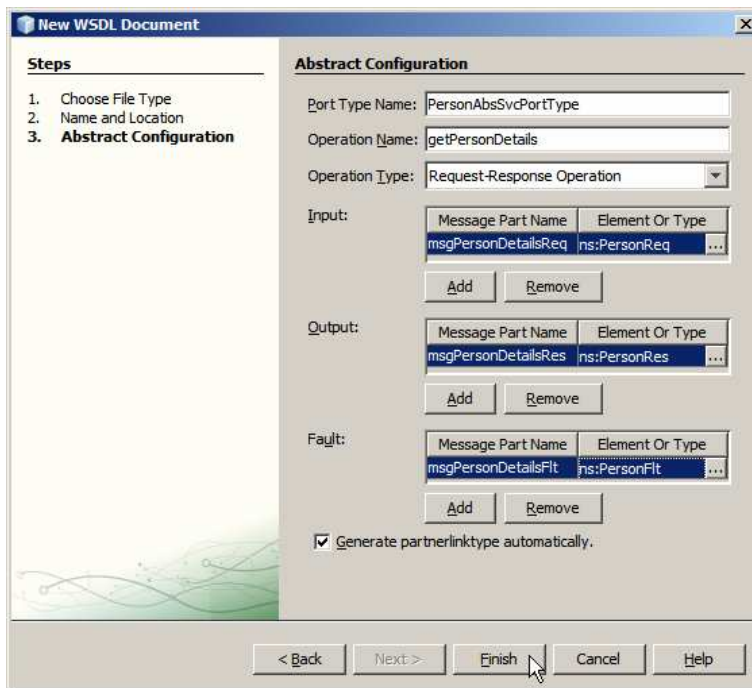 New WSDL Document
Steps
1. Choose File Type
2. Name and Location
3. Abstract Configuration
Abstract Configuration
Port Type Name: PersonAbsSvcPortType
Operation Name: getPersonDetails
Operation Type: Request-Response Operation
Input:
Message Part Name Element Or Type
msgPersonDetailsReq ns:PersonReq ...
Add Remove
Output:
Message Part Name Element Or Type
msgPersonDetailsRes ns:PersonRes ...
Add Remove
Fault:
Message Part Name Element Or Type
msgPersonDetailsFlt ns:PersonFlt ...
Add Remove
Generate partnerlinktype automatically.
< Back Next > Finish Cancel Help